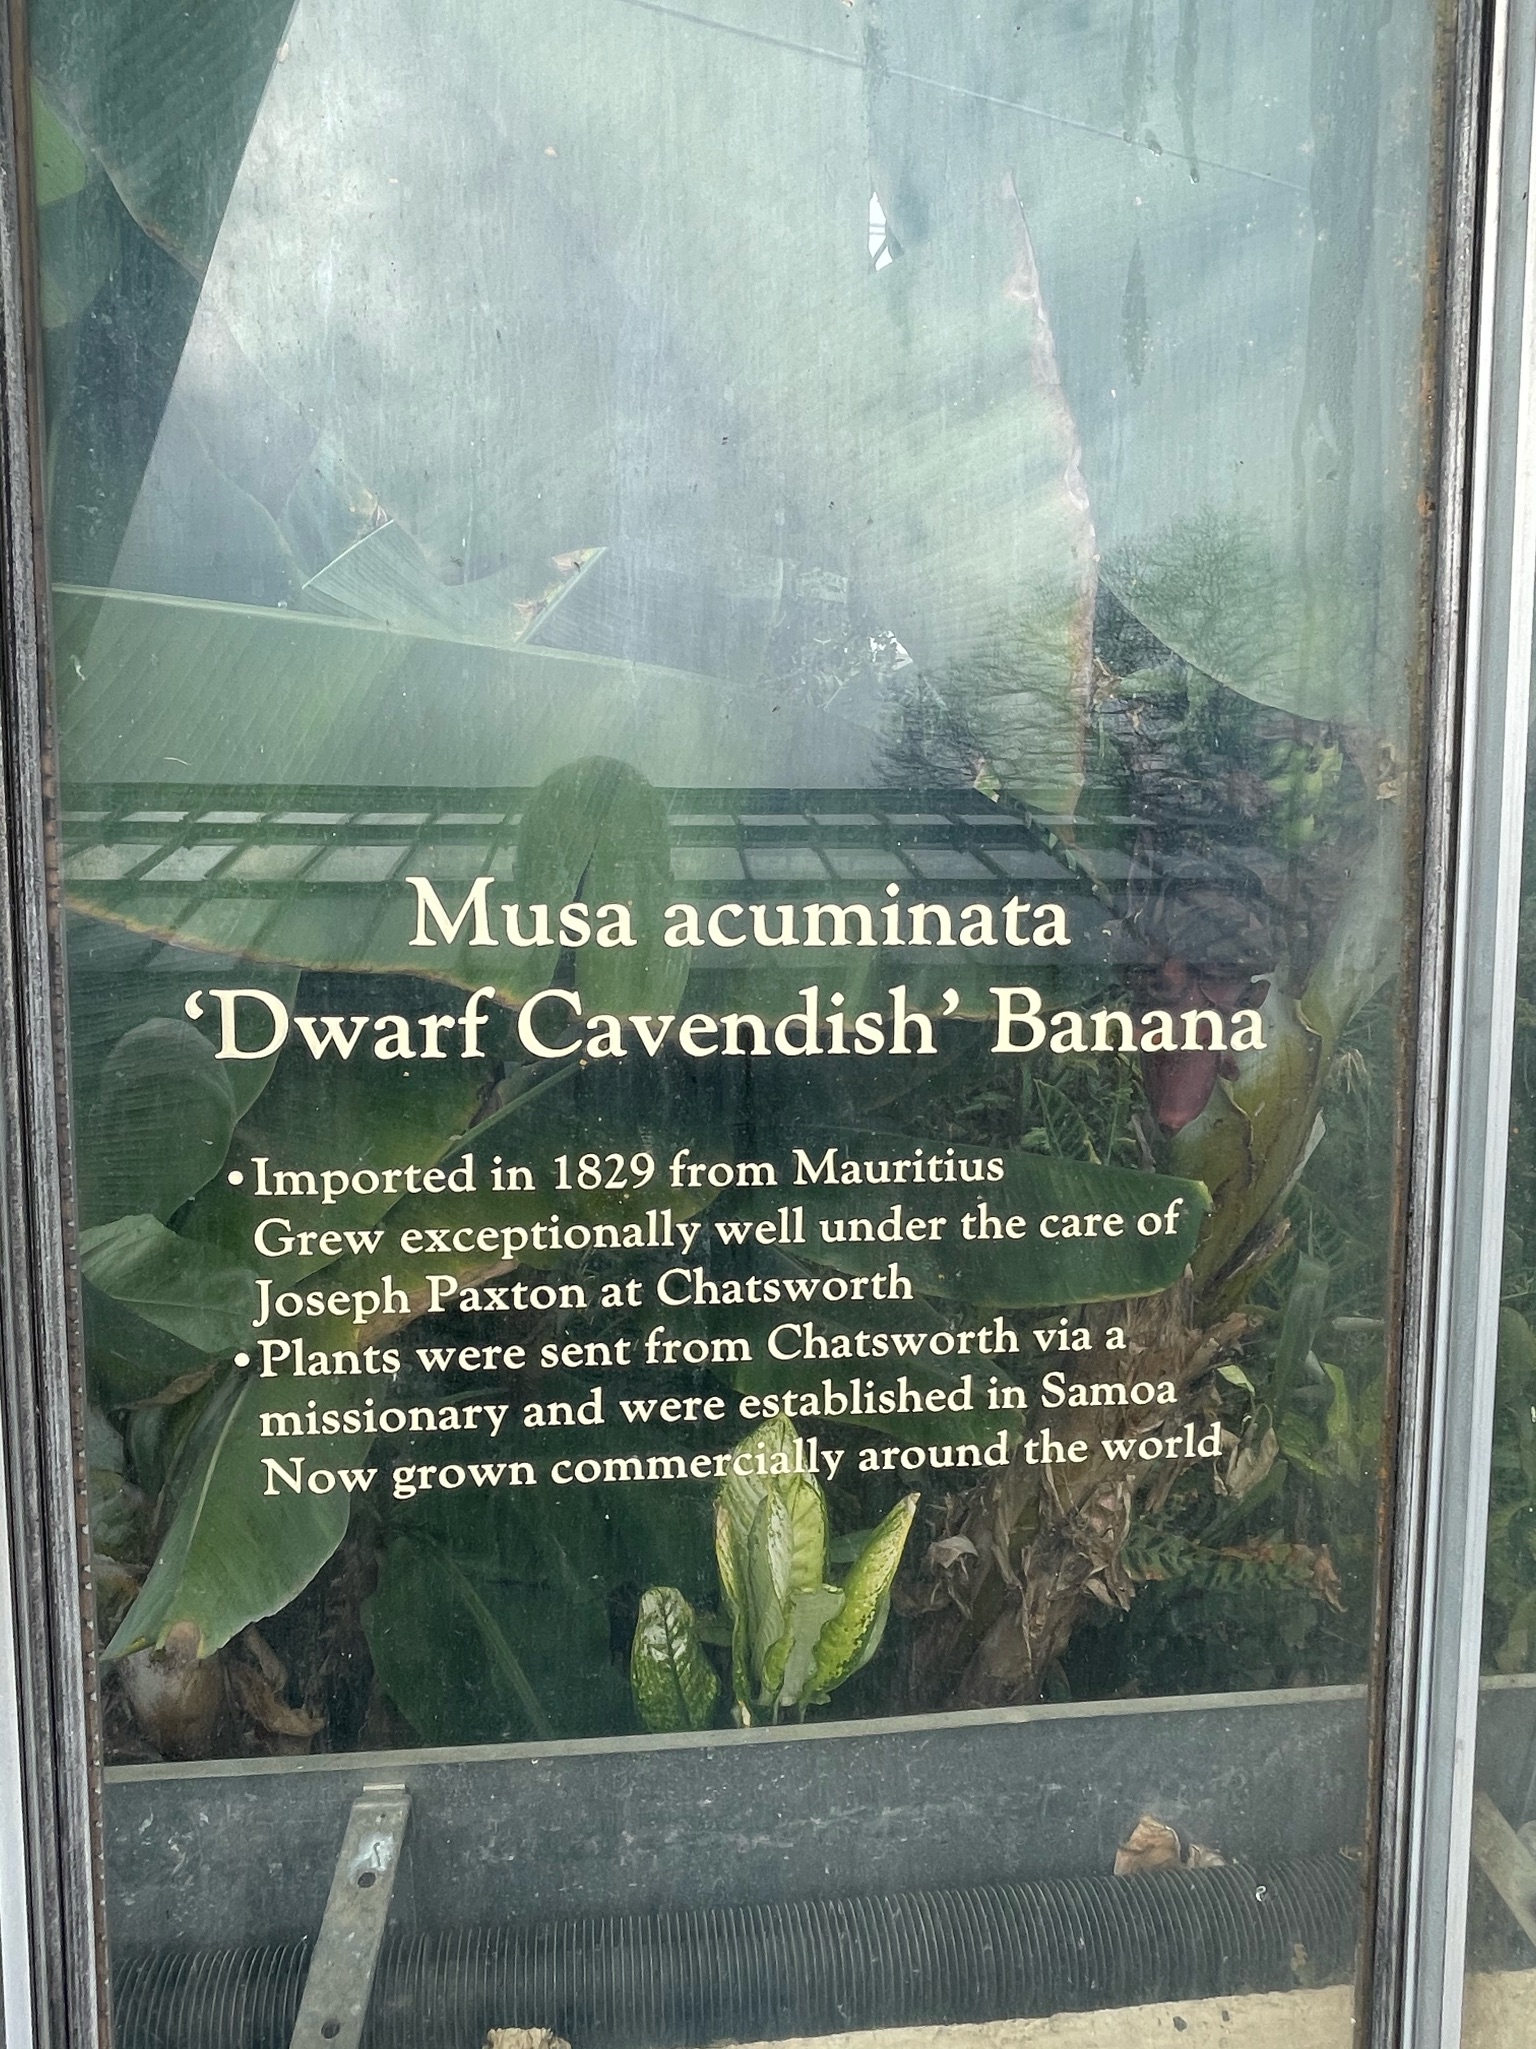 Musa acuminata
‘Dwarf Cavendish’ Banana
•Imported in 1829 from Mauritius
Grew exceptionally well under the care of
Joseph Paxton at Chatsworth
•Plants were sent from Chatsworth via a
missionary and were established in Samoa
Now grown commercially around the world